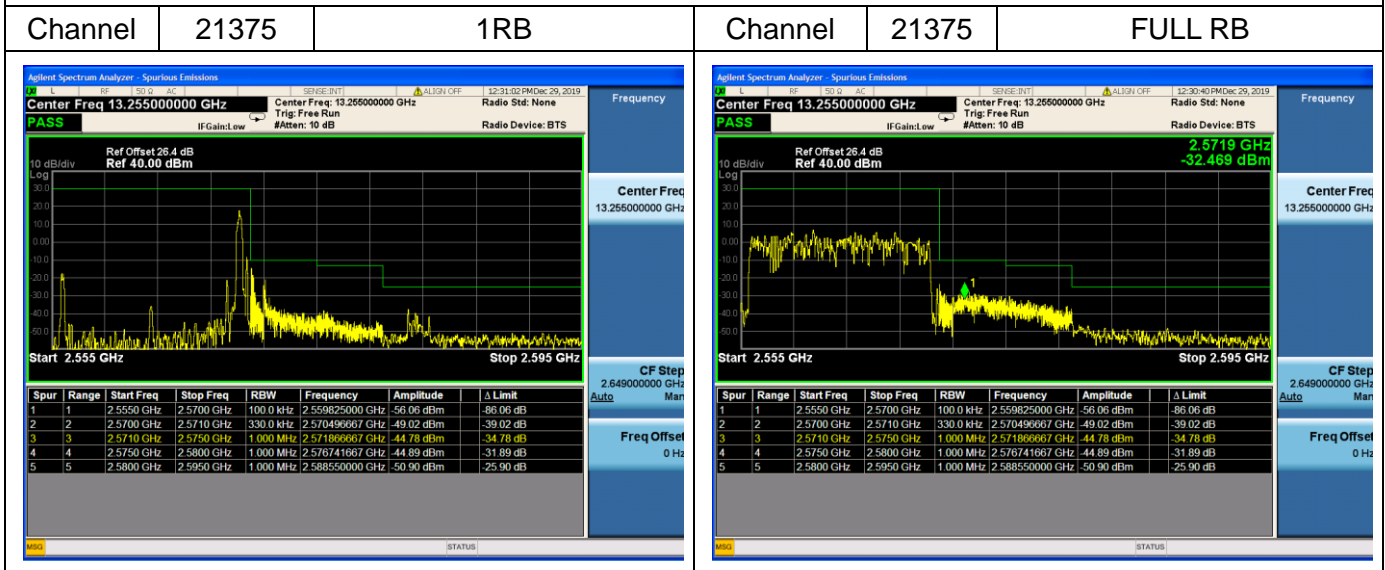 Channel 21375 1RB Channel 21375 FULL RB
Agilent Spectrum Analyzer - Spurious Emissions
L RF 50 Ω AC SENSE:INT ALIGN OFF 12:31:02 PM Dec 29, 2019
Center Freq 13.255000000 GHz
Center Freq: 13.255000000 GHz
Radio Std: None
Trig: Free Run
PASS
IFGain:Low
#Atten: 10 dB
Radio Device: BTS
Ref Offset 26.4 dB
10 dB/div Ref 40.00 dBm
Log
30.0
20.0
10.0
0.00
-10.0
-20.0
-30.0
-40.0
-50.0
Start 2.555 GHz Stop 2.595 GHz
Spur Range Start Freq Stop Freq RBW Frequency Amplitude Δ Limit
1 1 2.5550 GHz 2.5700 GHz 100.0 kHz 2.559825000 GHz -56.06 dBm -86.06 dB
2 2 2.5700 GHz 2.5710 GHz 330.0 kHz 2.570496667 GHz -49.02 dBm -39.02 dB
3 3 2.5710 GHz 2.5750 GHz 1.000 MHz 2.571866667 GHz -44.78 dBm -34.78 dB
4 4 2.5750 GHz 2.5800 GHz 1.000 MHz 2.576741667 GHz -44.89 dBm -31.89 dB
5 5 2.5800 GHz 2.5950 GHz 1.000 MHz 2.588550000 GHz -50.90 dBm -25.90 dB
MSG STATUS
Frequency
Center Freq
13.255000000 GHz
CF Step
2.649000000 GHz
Auto Man
Freq Offset
0 Hz
Agilent Spectrum Analyzer - Spurious Emissions
L RF 50 Ω AC SENSE:INT ALIGN OFF 12:30:40 PM Dec 29, 2019
Center Freq 13.255000000 GHz
Center Freq: 13.255000000 GHz
Radio Std: None
Trig: Free Run
PASS
IFGain:Low
#Atten: 10 dB
Radio Device: BTS
2.5719 GHz
-32.469 dBm
Ref Offset 26.4 dB
10 dB/div Ref 40.00 dBm
Log
30.0
20.0
10.0
0.00
-10.0
-20.0
1
-30.0
-40.0
-50.0
Start 2.555 GHz Stop 2.595 GHz
Spur Range Start Freq Stop Freq RBW Frequency Amplitude Δ Limit
1 1 2.5550 GHz 2.5700 GHz 100.0 kHz 2.559825000 GHz -56.06 dBm -86.06 dB
2 2 2.5700 GHz 2.5710 GHz 330.0 kHz 2.570496667 GHz -49.02 dBm -39.02 dB
3 3 2.5710 GHz 2.5750 GHz 1.000 MHz 2.571866667 GHz -44.78 dBm -34.78 dB
4 4 2.5750 GHz 2.5800 GHz 1.000 MHz 2.576741667 GHz -44.89 dBm -31.89 dB
5 5 2.5800 GHz 2.5950 GHz 1.000 MHz 2.588550000 GHz -50.90 dBm -25.90 dB
MSG STATUS
Frequency
Center Freq
13.255000000 GHz
CF Step
2.649000000 GHz
Auto Man
Freq Offset
0 Hz